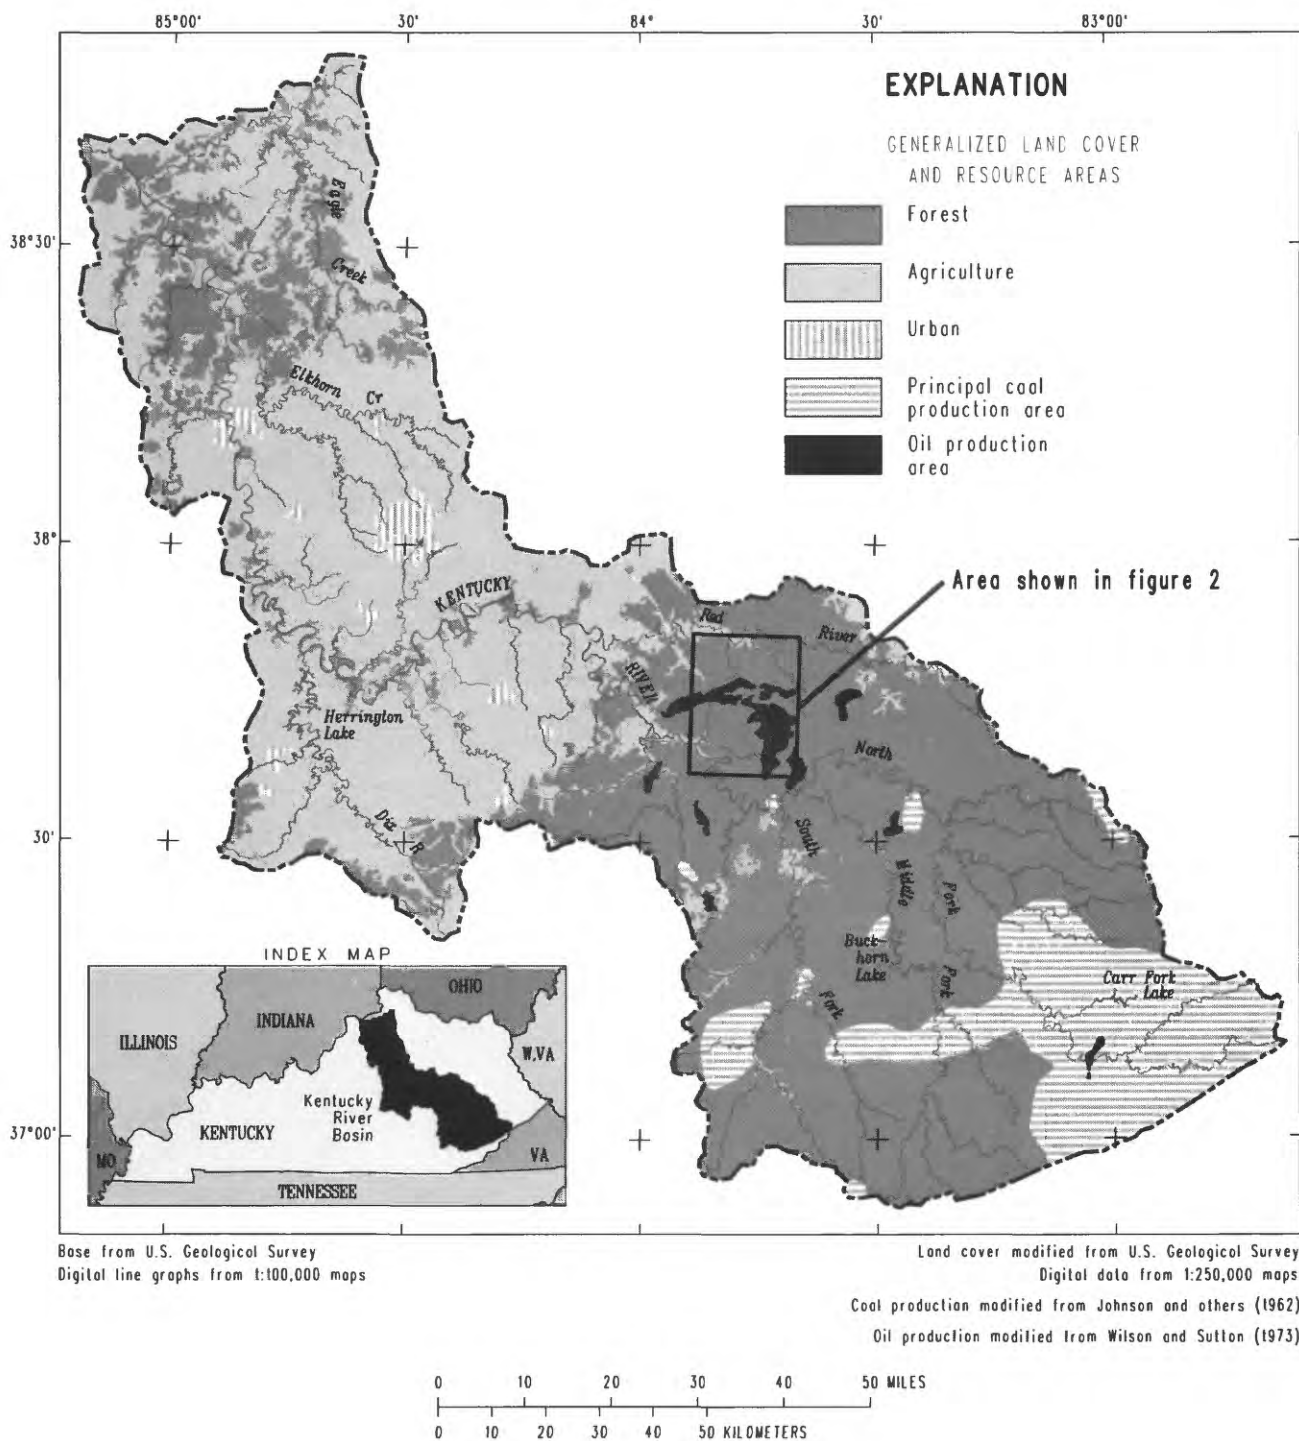 85°00'
30'
84°
30'
83°00'
EXPLANATION
GENERALIZED LAND COVER
AND RESOURCE AREAS
Forest
Agriculture
Urban
Principal coal
production area
Oil production
area
38°30'
Eagle
Creek
Elkhorn
Cr
38°
KENTUCKY
Area shown in figure 2
Red
River
RIVER
Herrington
Lake
North
30'
Dix
R
South
Middle
Fork
Buck-
horn
Lake
Fork
Fork
Carr Fork
Lake
INDEX MAP
OHIO
INDIANA
ILLINOIS
W.VA
Kentucky
River
Basin
KENTUCKY
VA
MO
TENNESSEE
37°00'
Base from U.S. Geological Survey
Digital line graphs from 1:100,000 maps
Land cover modified from U.S. Geological Survey
Digital data from 1:250,000 maps
Coal production modified from Johnson and others (1962)
Oil production modified from Wilson and Sutton (1973)
0 10 20 30 40 50 MILES
0 10 20 30 40 50 KILOMETERS